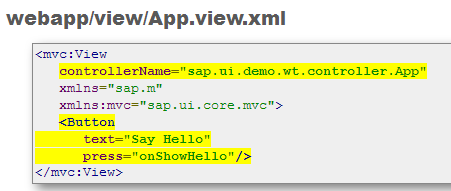 webapp/view/App.view.xml
<mvc:View
controllerName="sap.ui.demo.wt.controller.App"
xmlns="sap.m"
xmlns:mvc="sap.ui.core.mvc">
<Button
text="Say Hello"
press="onShowHello"/>
</mvc:View>